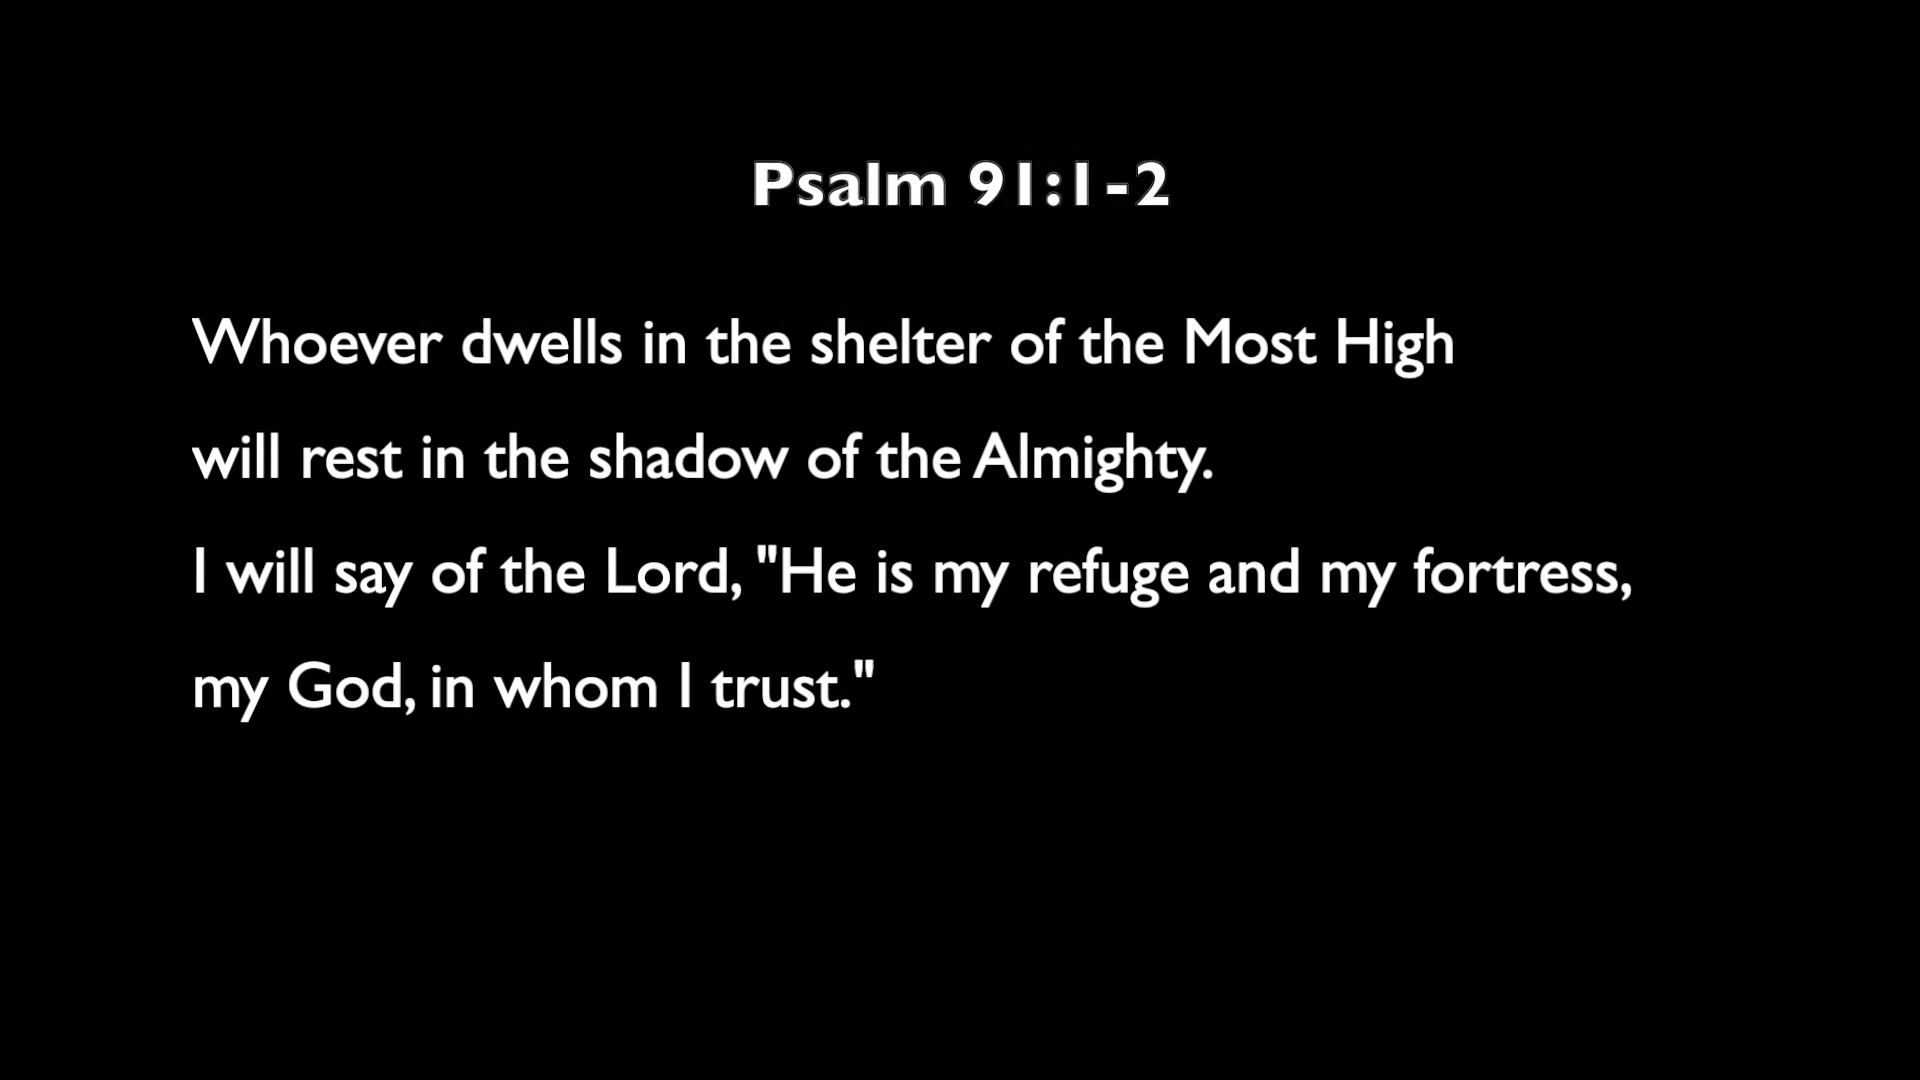 Psalm 91:1-2
Whoever dwells in the shelter of the Most High
will rest in the shadow of the Almighty.
I will say of the Lord, "He is my refuge and my fortress,
my God, in whom I trust."